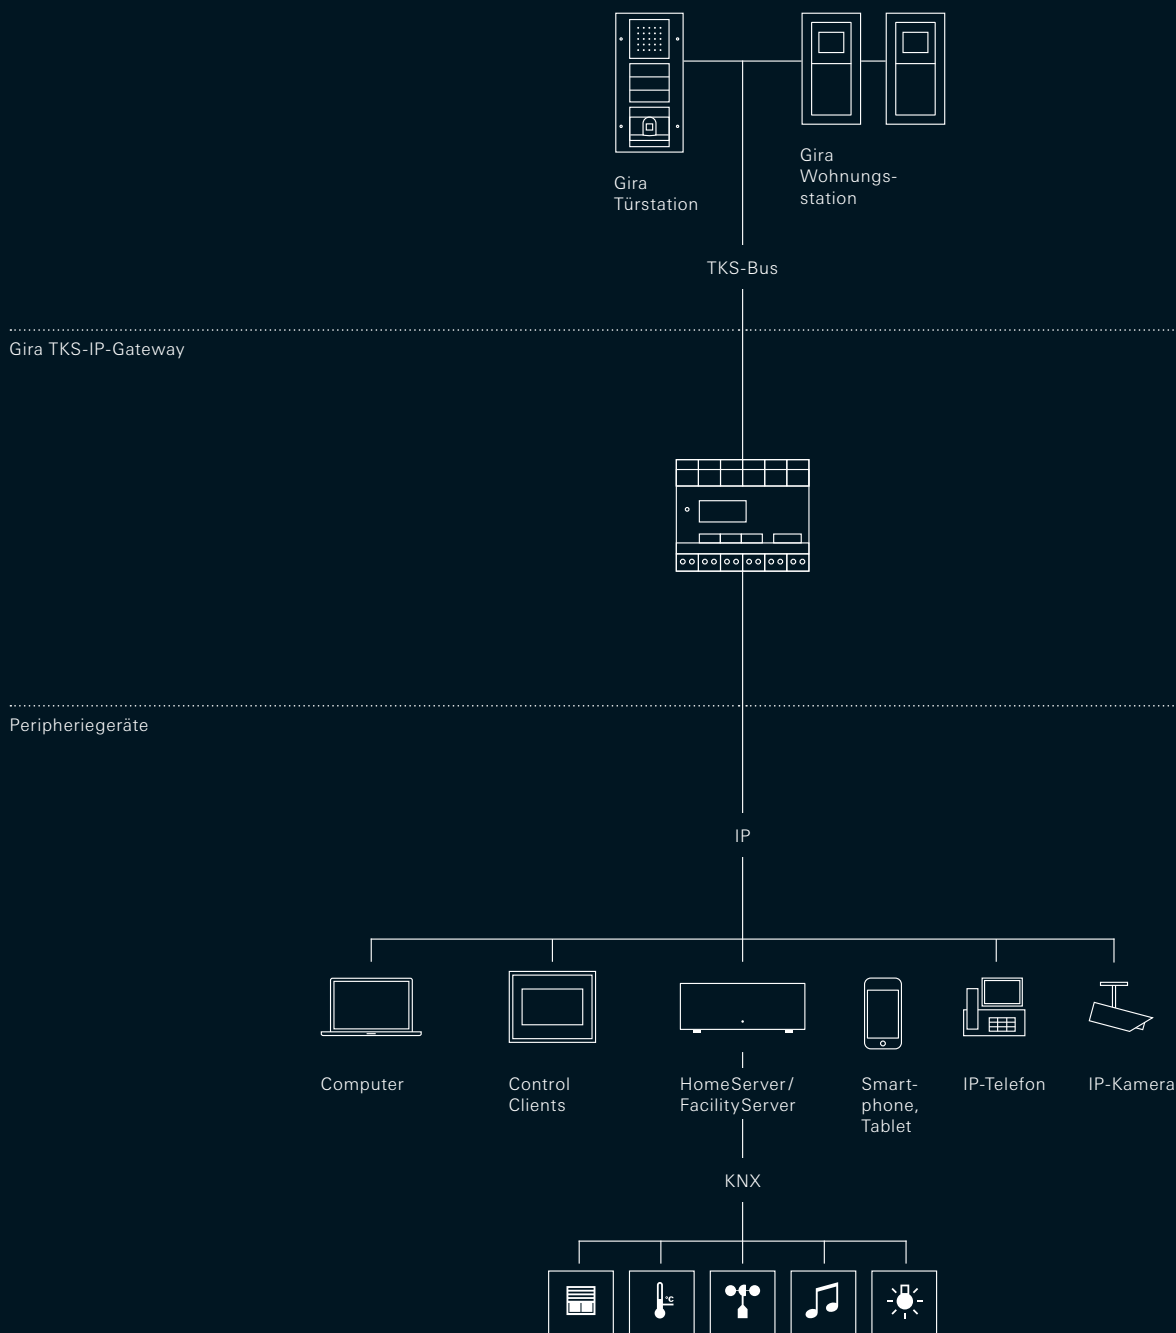 Gira
Türstation
Gira
Wohnungs-
station
TKS-Bus
Gira TKS-IP-Gateway
Peripheriegeräte
IP
Computer
Control
Clients
HomeServer/
FacilityServer
Smart-
phone,
Tablet
IP-Telefon
IP-Kamera
KNX
°C